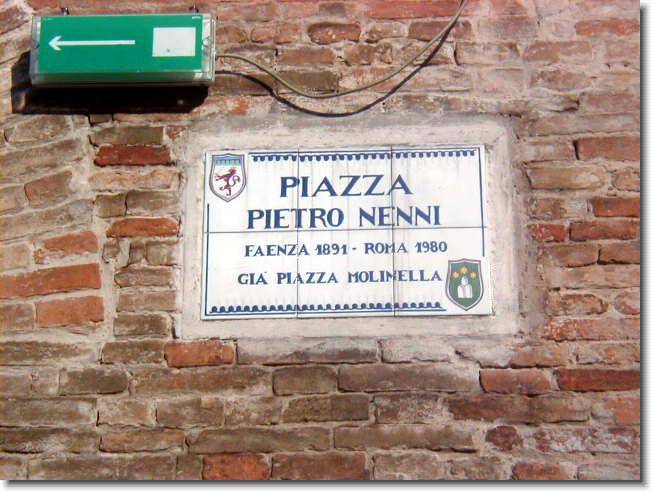 PIAZZA
PIETRO NENNI
FAENZA 1891 - ROMA 1980
GIÀ PIAZZA MOLINELLA